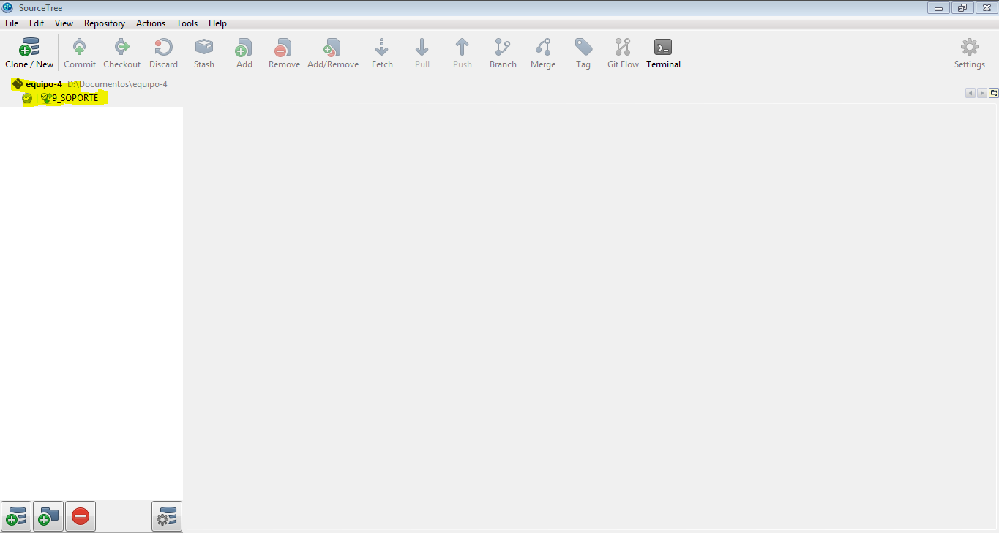 SourceTree
File Edit View Repository Actions Tools Help
Clone / New Commit Checkout Discard Stash Add Remove Add/Remove Fetch Pull Push Branch Merge Tag Git Flow Terminal Settings
equipo-4 D:\Documentos\equipo-4
9_SOPORTE